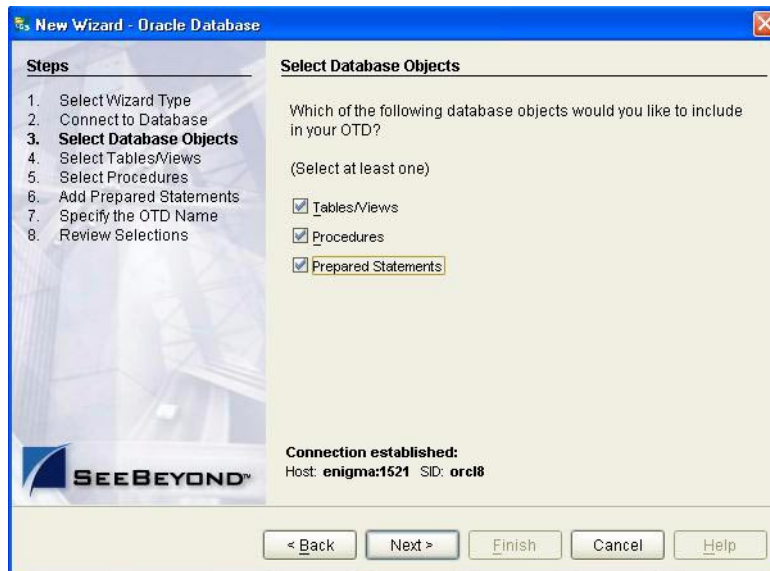 New Wizard - Oracle Database
Steps
1. Select Wizard Type
2. Connect to Database
3. Select Database Objects
4. Select Tables/Views
5. Select Procedures
6. Add Prepared Statements
7. Specify the OTD Name
8. Review Selections
SEEBEYOND™
Select Database Objects
Which of the following database objects would you like to include
in your OTD?
(Select at least one)
Tables/Views
Procedures
Prepared Statements
Connection established:
Host: enigma:1521 SID: orcl8
< Back Next > Finish Cancel Help